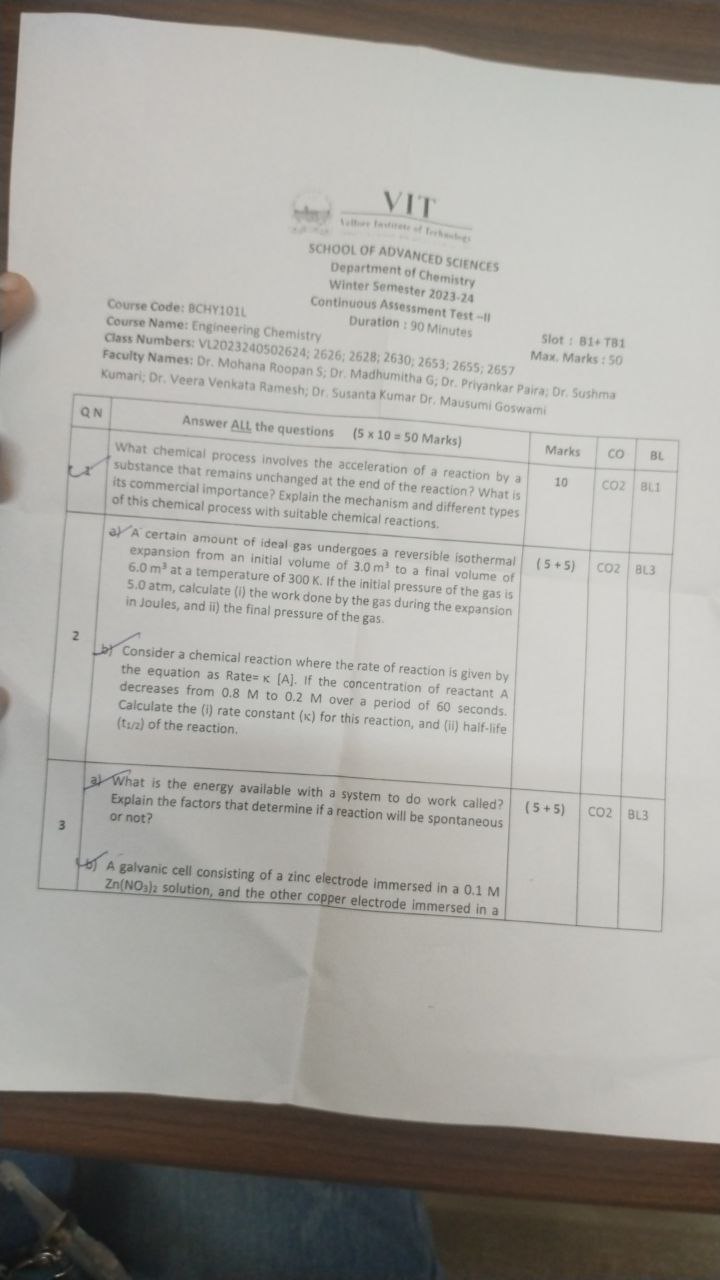 VIT
Vellore Institute of Technology
SCHOOL OF ADVANCED SCIENCES
Department of Chemistry
Winter Semester 2023-24
Continuous Assessment Test –II
Duration : 90 Minutes
Course Code: BCHY101L
Course Name: Engineering Chemistry
Slot : B1+ TB1
Class Numbers: VL2023240502624; 2626; 2628; 2630; 2653; 2655; 2657
Max. Marks : 50
Faculty Names: Dr. Mohana Roopan S; Dr. Madhumitha G; Dr. Priyankar Paira; Dr. Sushma
Kumari; Dr. Veera Venkata Ramesh; Dr. Susanta Kumar Dr. Mausumi Goswami
Q N Answer ALL the questions (5 x 10 = 50 Marks) Marks CO BL
1 What chemical process involves the acceleration of a reaction by a 10 CO2 BL1
substance that remains unchanged at the end of the reaction? What is
its commercial importance? Explain the mechanism and different types
of this chemical process with suitable chemical reactions.
a) A certain amount of ideal gas undergoes a reversible isothermal (5+5) CO2 BL3
expansion from an initial volume of 3.0 m³ to a final volume of
6.0 m³ at a temperature of 300 K. If the initial pressure of the gas is
5.0 atm, calculate (i) the work done by the gas during the expansion
in Joules, and ii) the final pressure of the gas.
2
b) Consider a chemical reaction where the rate of reaction is given by
the equation as Rate= κ [A]. If the concentration of reactant A
decreases from 0.8 M to 0.2 M over a period of 60 seconds.
Calculate the (i) rate constant (κ) for this reaction, and (ii) half-life
(t₁/₂) of the reaction.
a) What is the energy available with a system to do work called? (5+5) CO2 BL3
Explain the factors that determine if a reaction will be spontaneous
or not?
3
b) A galvanic cell consisting of a zinc electrode immersed in a 0.1 M
Zn(NO₃)₂ solution, and the other copper electrode immersed in a